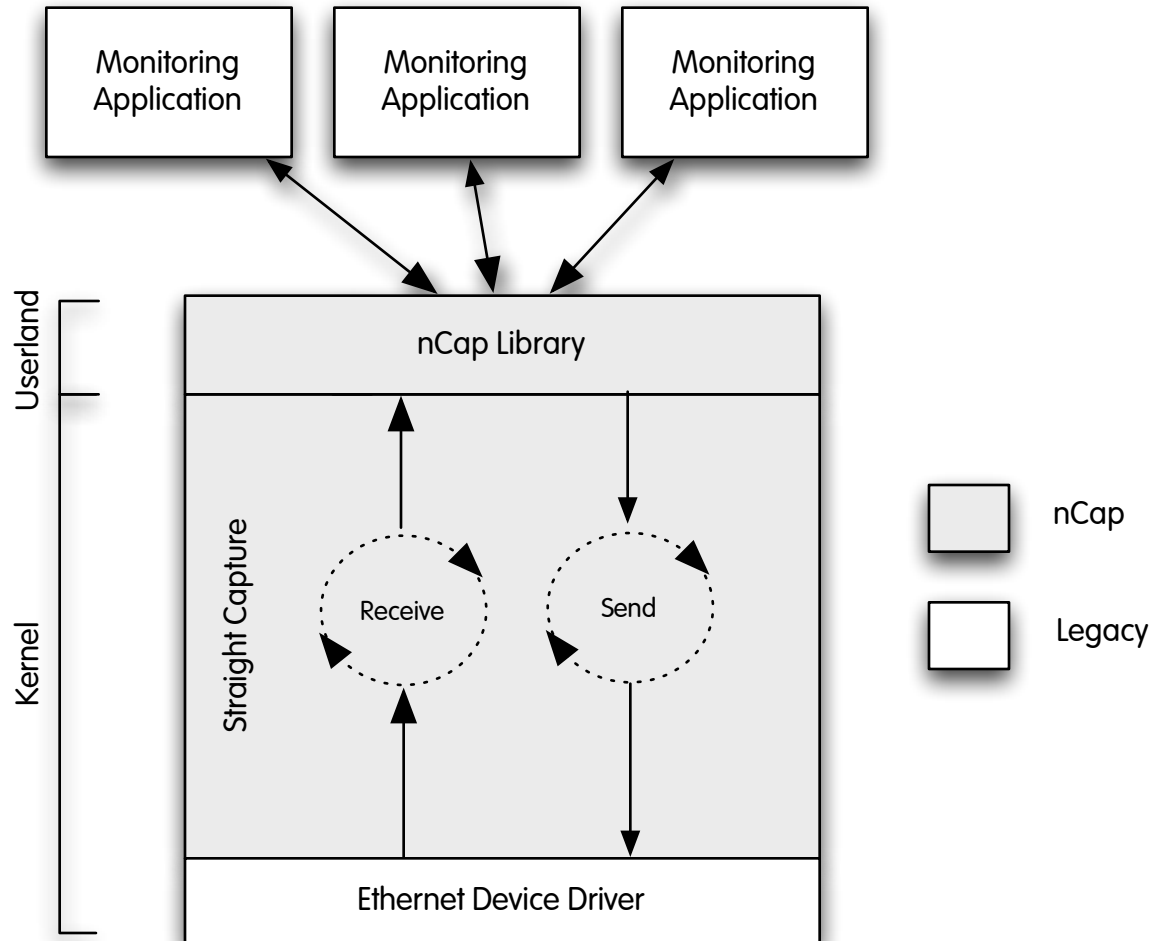 Monitoring
Application
Monitoring
Application
Monitoring
Application
Userland
nCap Library
Kernel
Straight Capture
Receive
Send
nCap
Legacy
Ethernet Device Driver